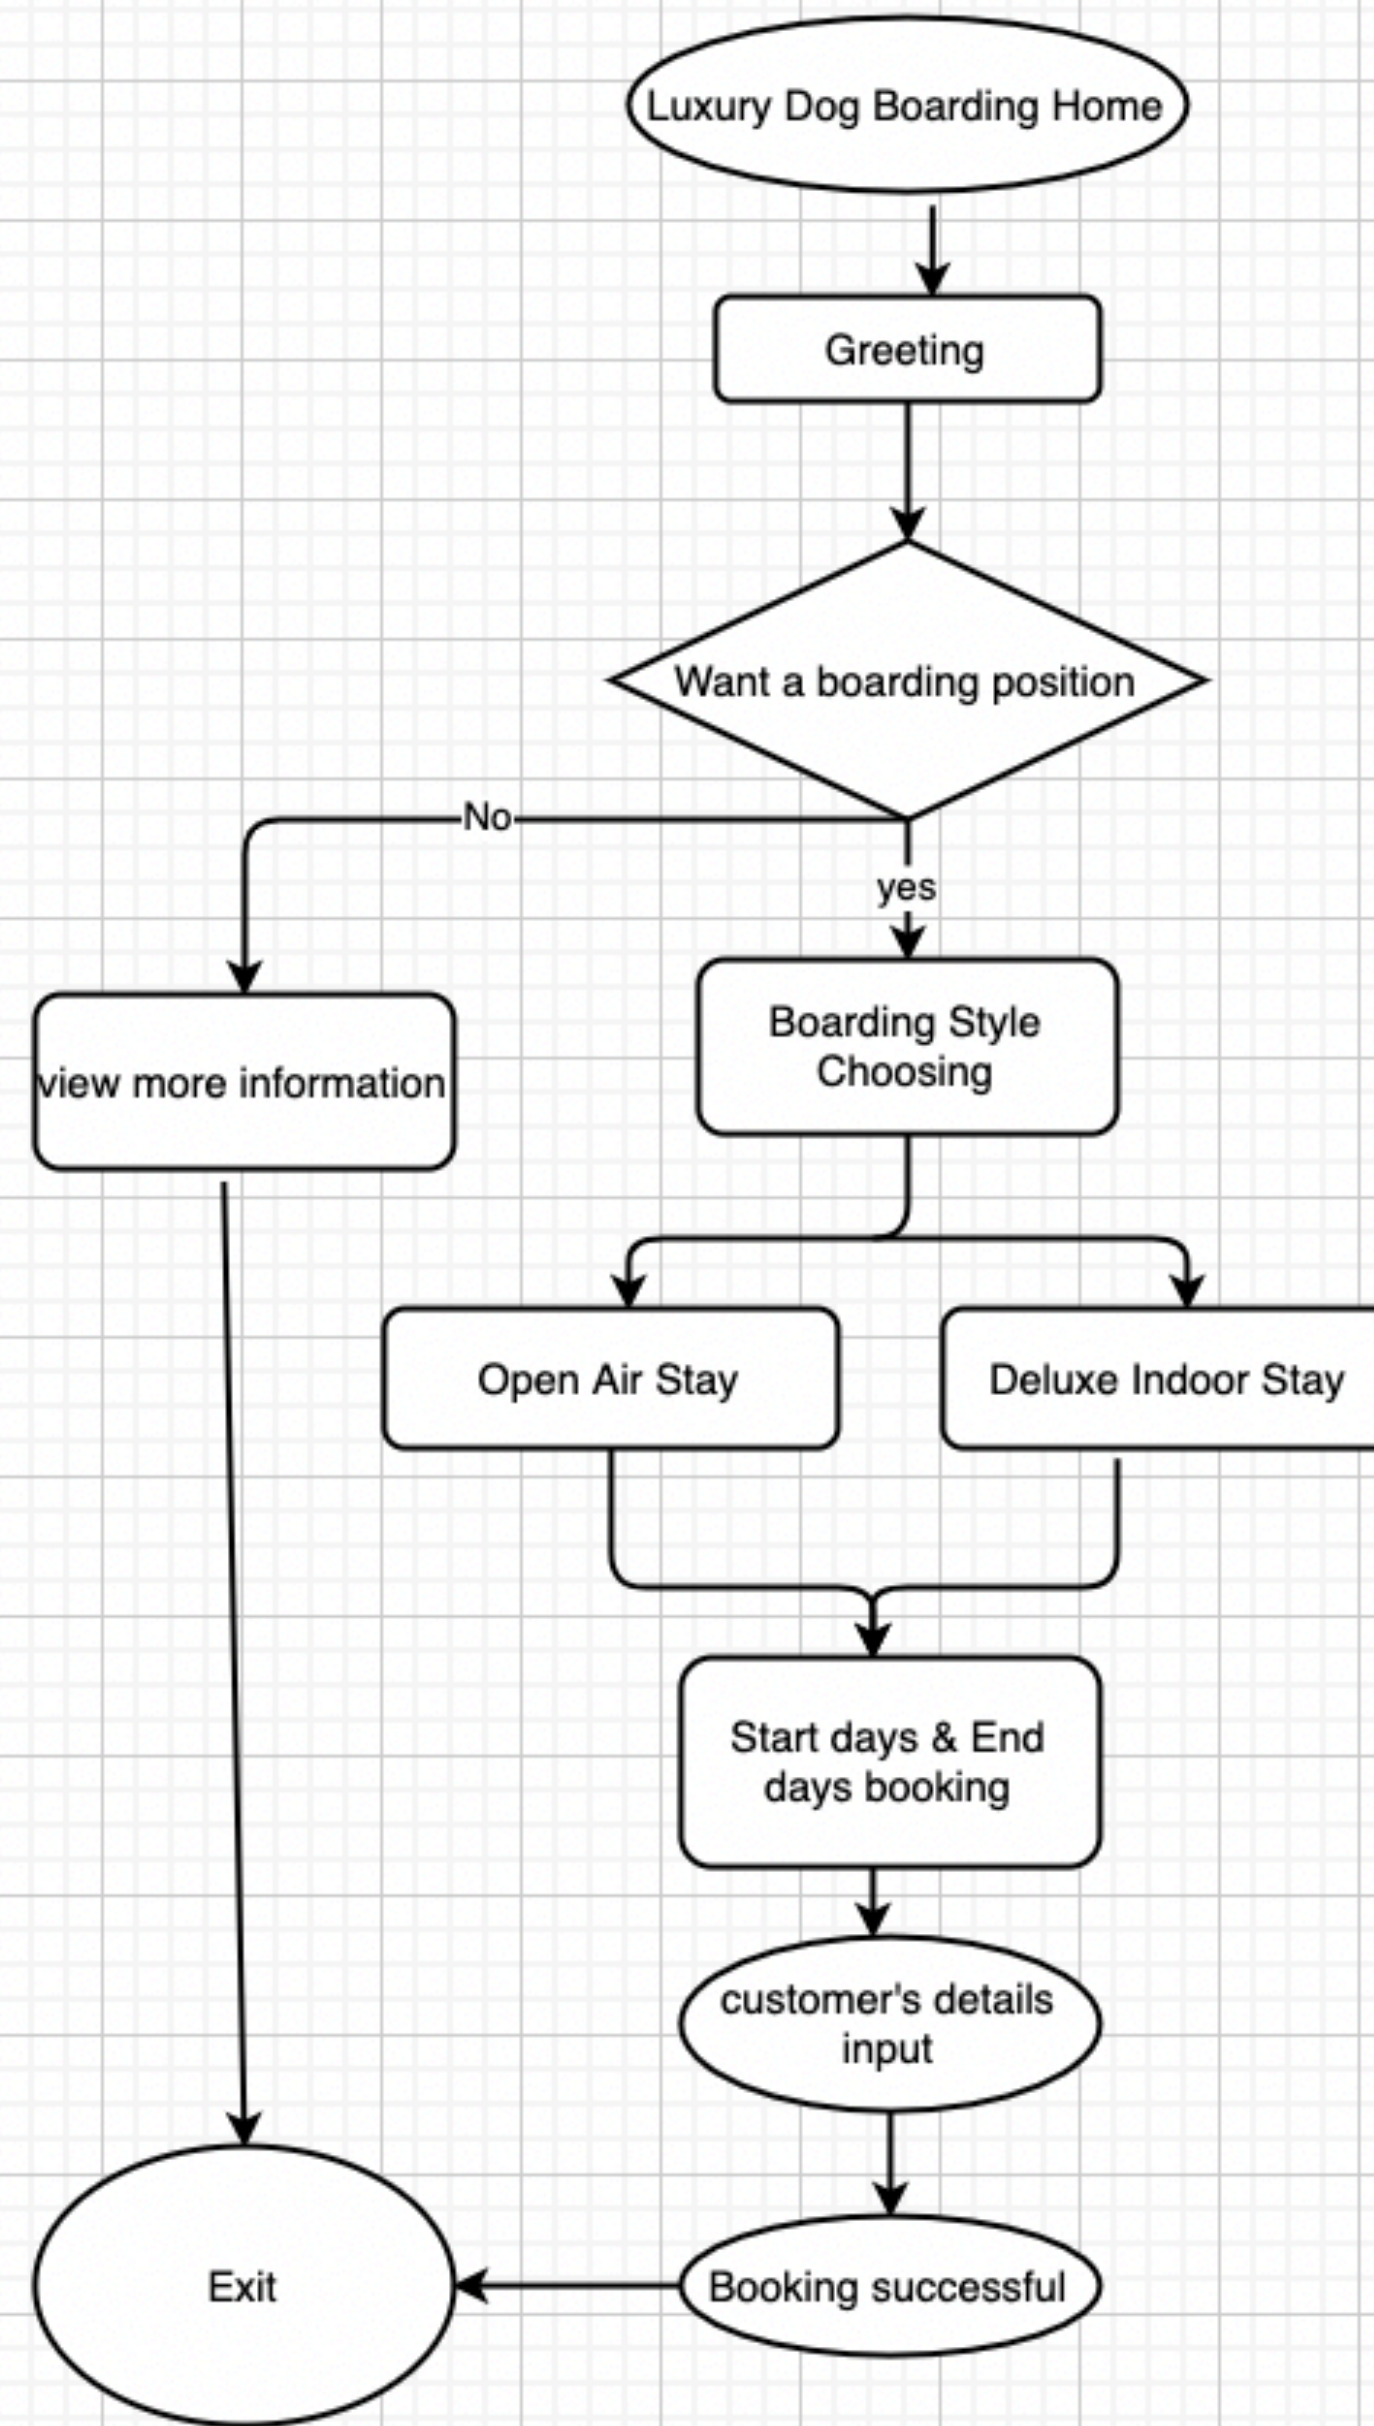 Luxury Dog Boarding Home
Greeting
Want a boarding position
No
yes
view more information
Boarding Style
Choosing
Open Air Stay
Deluxe Indoor Stay
Start days & End
days booking
customer's details
input
Exit
Booking successful